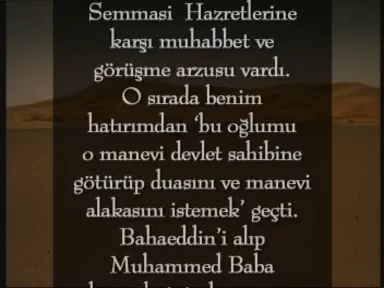 Semmasi Hazretlerine
karşı muhabbet ve
görüşme arzusu vardı.
O sırada benim
hatırımdan ‘bu oğlumu
o manevi devlet sahibine
götürüp duasını ve manevi
alakasını istemek’ geçti.
Bahaeddin’i alıp
Muhammed Baba